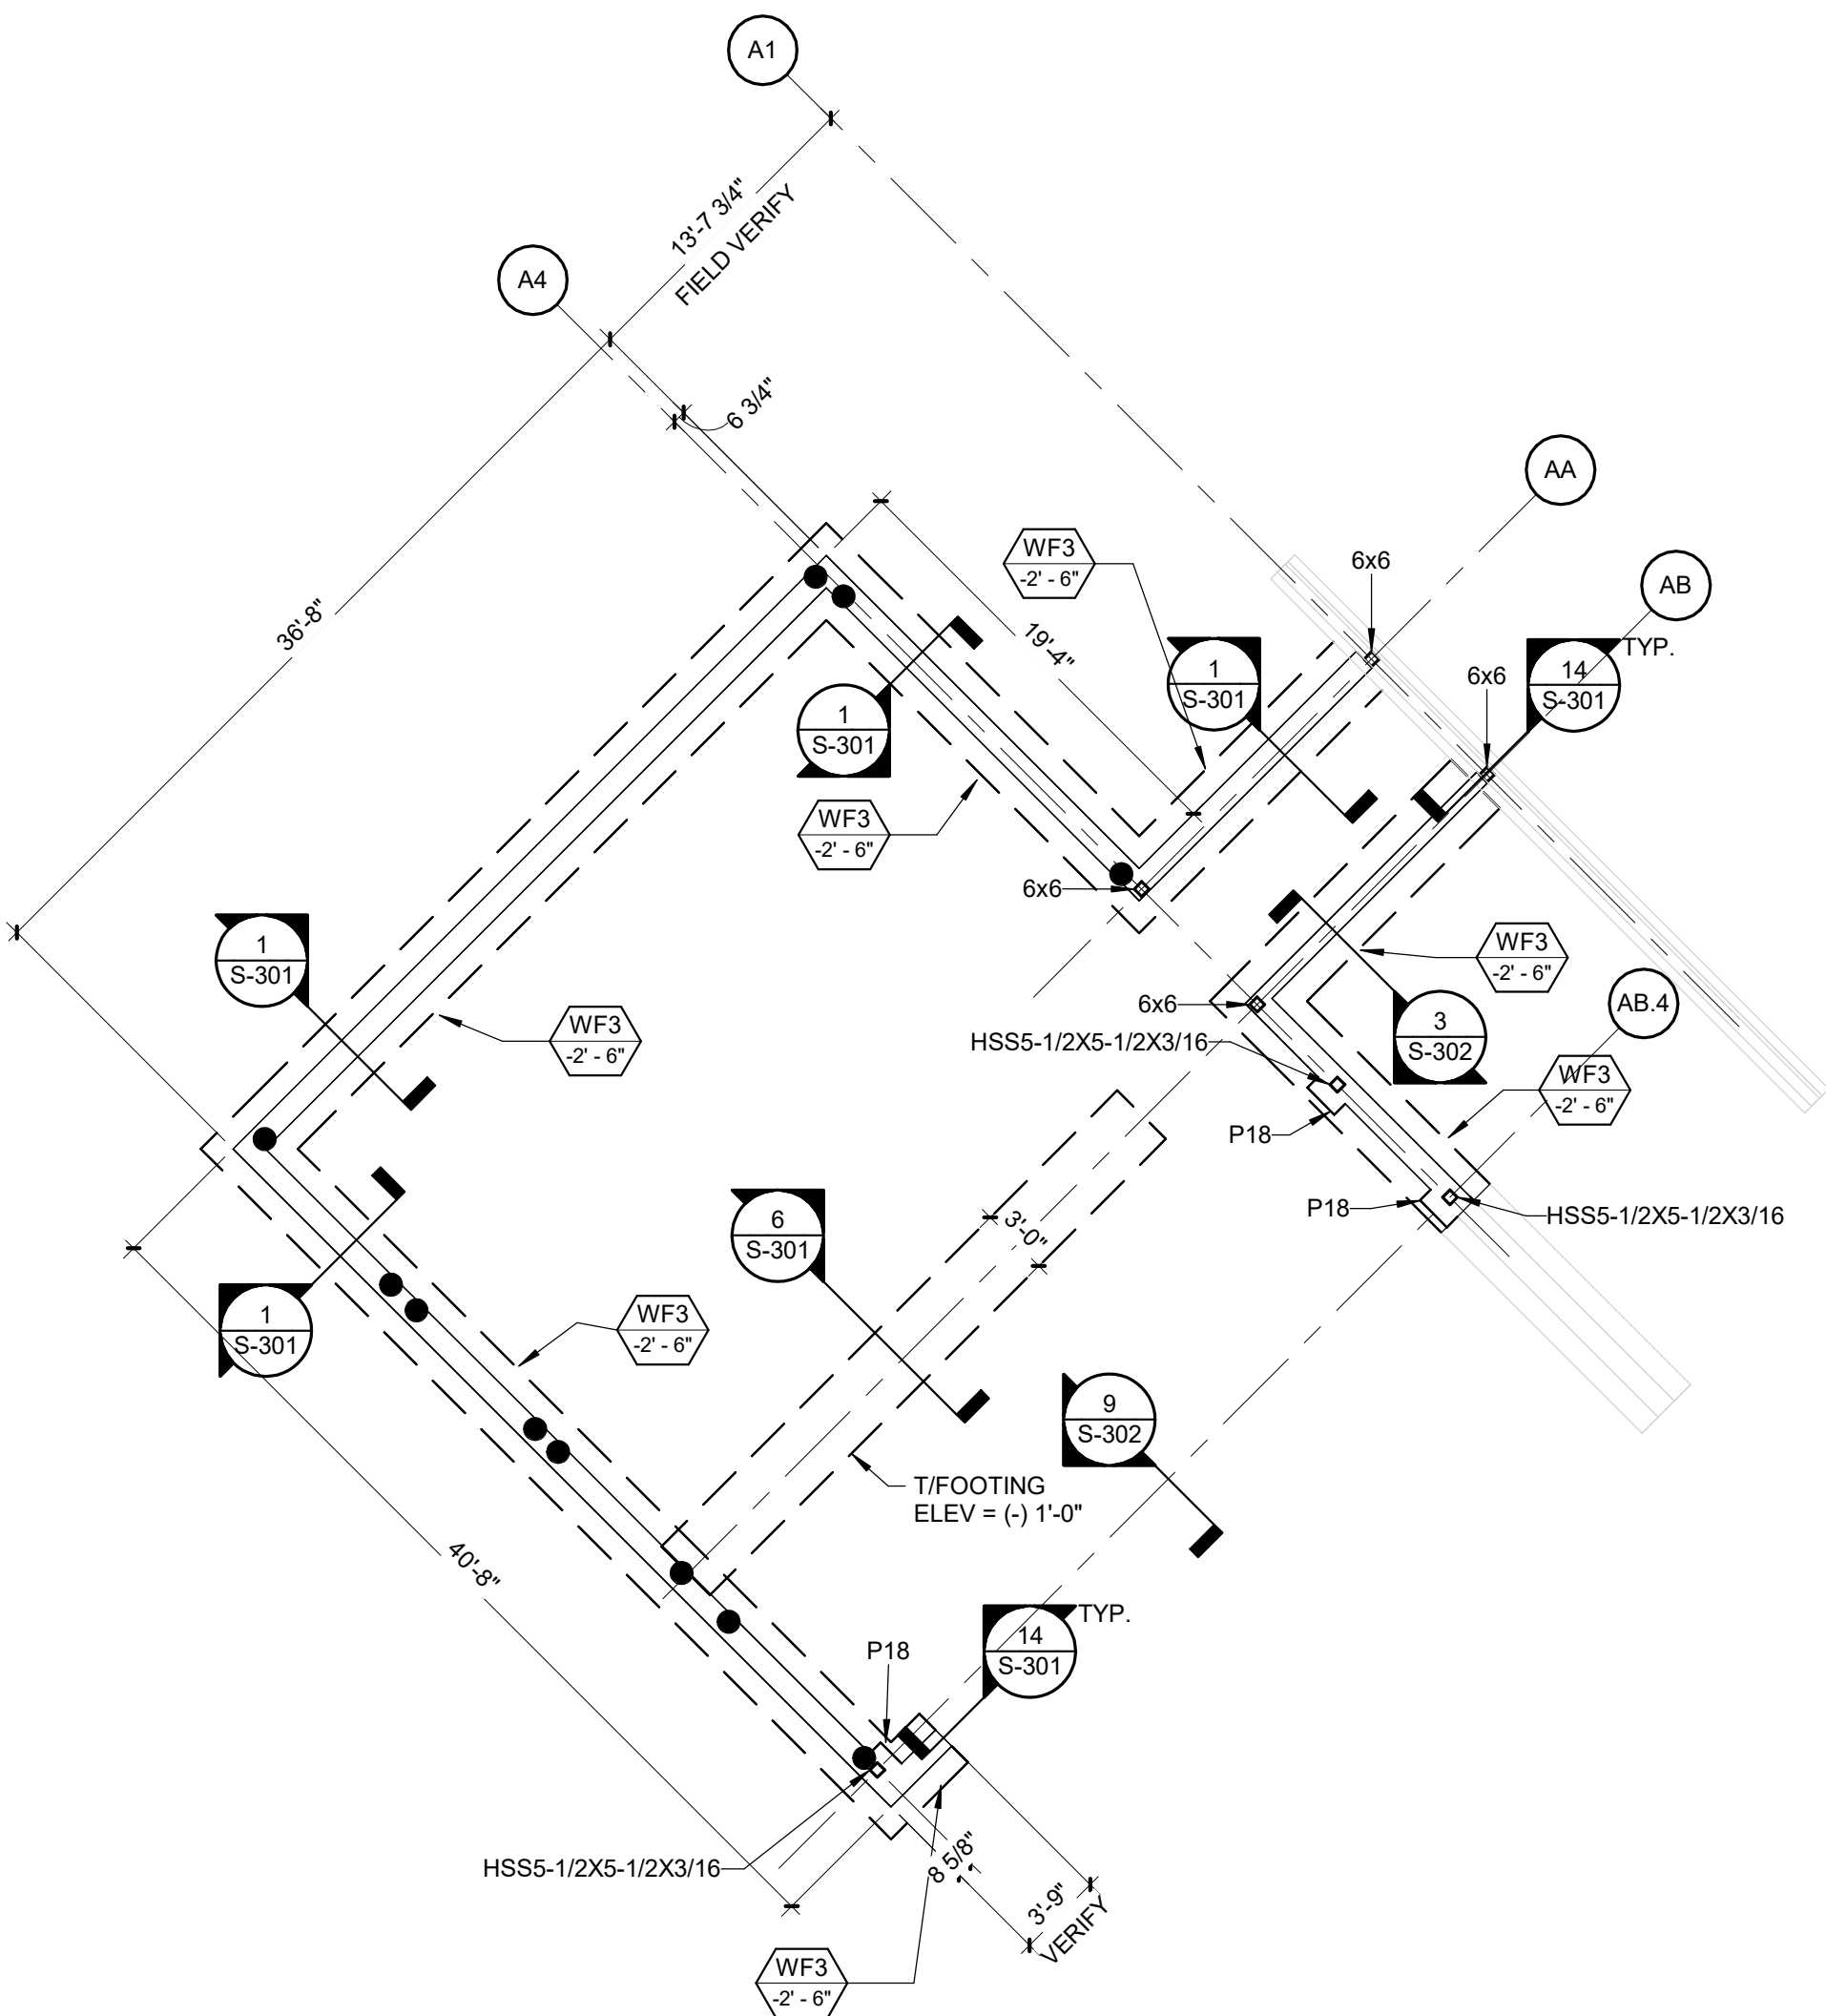 A1
13'-7 3/4"
FIELD VERIFY
A4
6 3/4"
AA
WF3
-2' - 6"
6x6
AB
36'-8"
19'-4"
TYP.
1
S-301
14
S-301
6x6
1
S-301
WF3
-2' - 6"
6x6
1
S-301
WF3
-2' - 6"
6x6
AB.4
WF3
-2' - 6"
3
S-302
HSS5-1/2X5-1/2X3/16
WF3
-2' - 6"
P18
6
S-301
3'-0"
P18
HSS5-1/2X5-1/2X3/16
1
S-301
WF3
-2' - 6"
9
S-302
T/FOOTING
ELEV = (-) 1'-0"
40'-8"
TYP.
14
S-301
P18
HSS5-1/2X5-1/2X3/16
8 5/8"
3'-9"
VERIFY
WF3
-2' - 6"